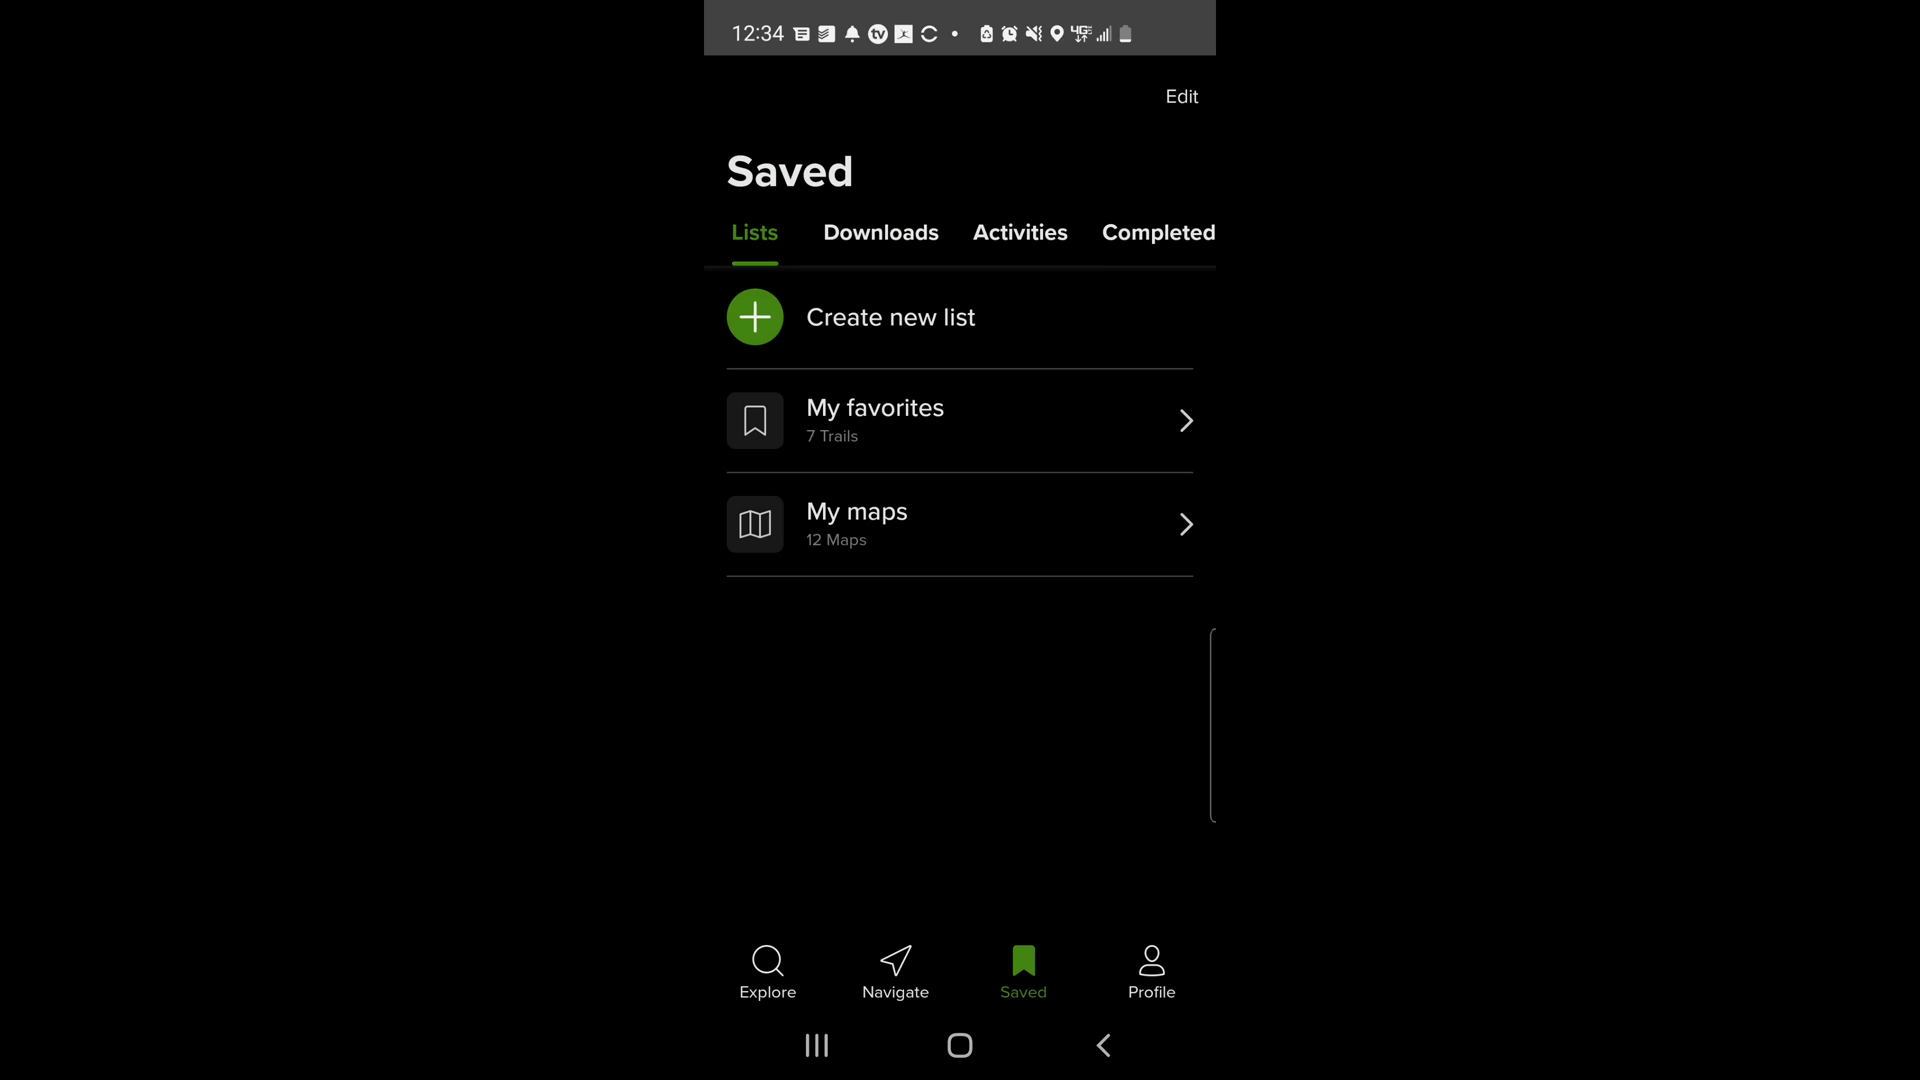 12:34
Edit
Saved
Lists Downloads Activities Completed
Create new list
My favorites
7 Trails
My maps
12 Maps
Explore Navigate Saved Profile